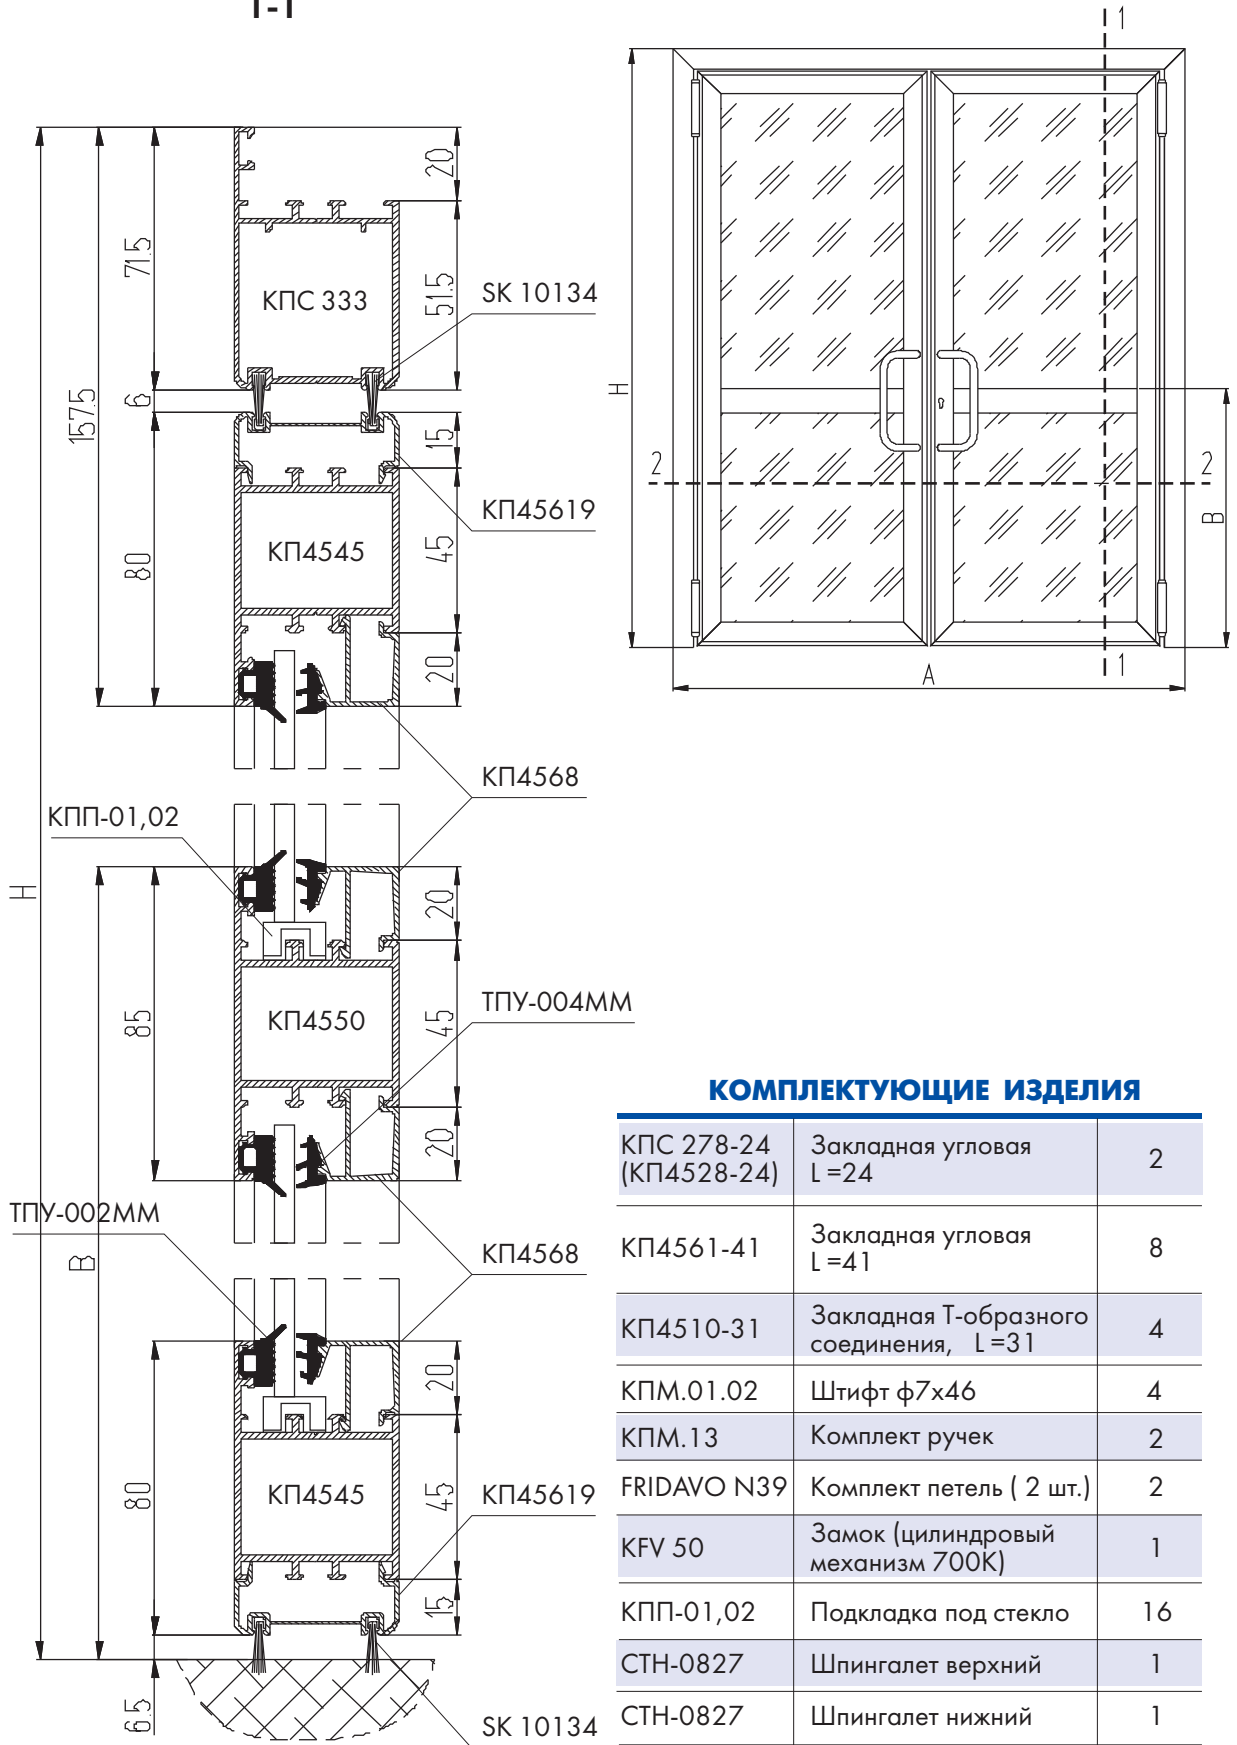 1-1
1
20
71.5
51.5
SK 10134
КПС 333
157.5
6
15
КП45619
КП4545
45
80
20
H
2
2
B
1
A
КП4568
КПП-01,02
H
20
85
КП4550
45
ТПУ-004ММ
20
ТПУ-002ММ
B
КП4568
20
80
КП4545
45
КП45619
15
6.5
SK 10134
КОМПЛЕКТУЮЩИЕ ИЗДЕЛИЯ
КПС 278-24 Закладная угловая 2
(КП4528-24) L =24
КП4561-41 Закладная угловая 8
L =41
КП4510-31 Закладная Т-образного 4
соединения, L =31
КПМ.01.02 Штифт ф7х46 4
КПМ.13 Комплект ручек 2
FRIDAVO N39 Комплект петель ( 2 шт.) 2
KFV 50 Замок (цилиндровый 1
механизм 700К)
КПП-01,02 Подкладка под стекло 16
СТН-0827 Шпингалет верхний 1
СТН-0827 Шпингалет нижний 1